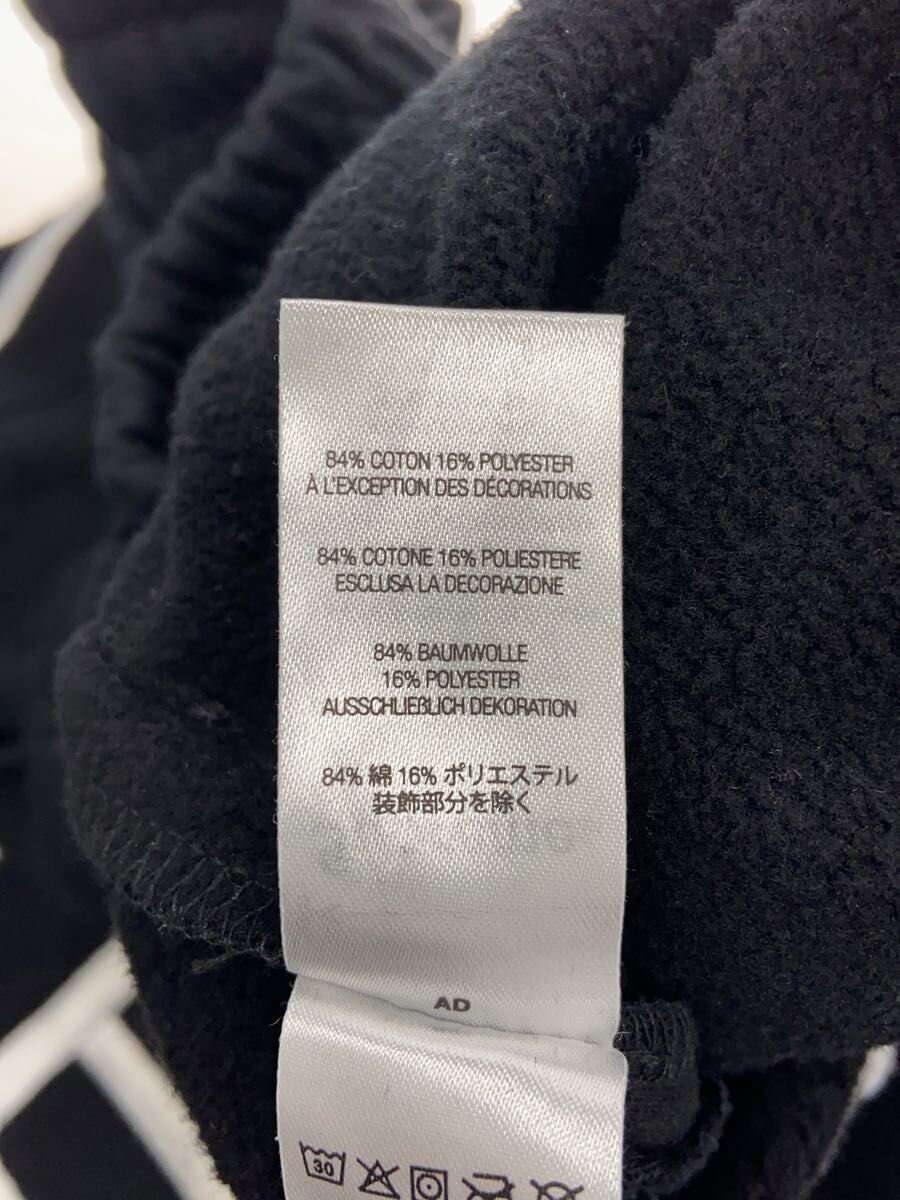 84% COTON 16% POLYESTER
À L'EXCEPTION DES DÉCORATIONS
84% COTONE 16% POLIESTERE
ESCLUSA LA DECORAZIONE
84% BAUMWOLLE
16% POLYESTER
AUSSCHLIEßLICH DEKORATION
84% 綿 16% ポリエステル
装飾部分を除く
AD
30